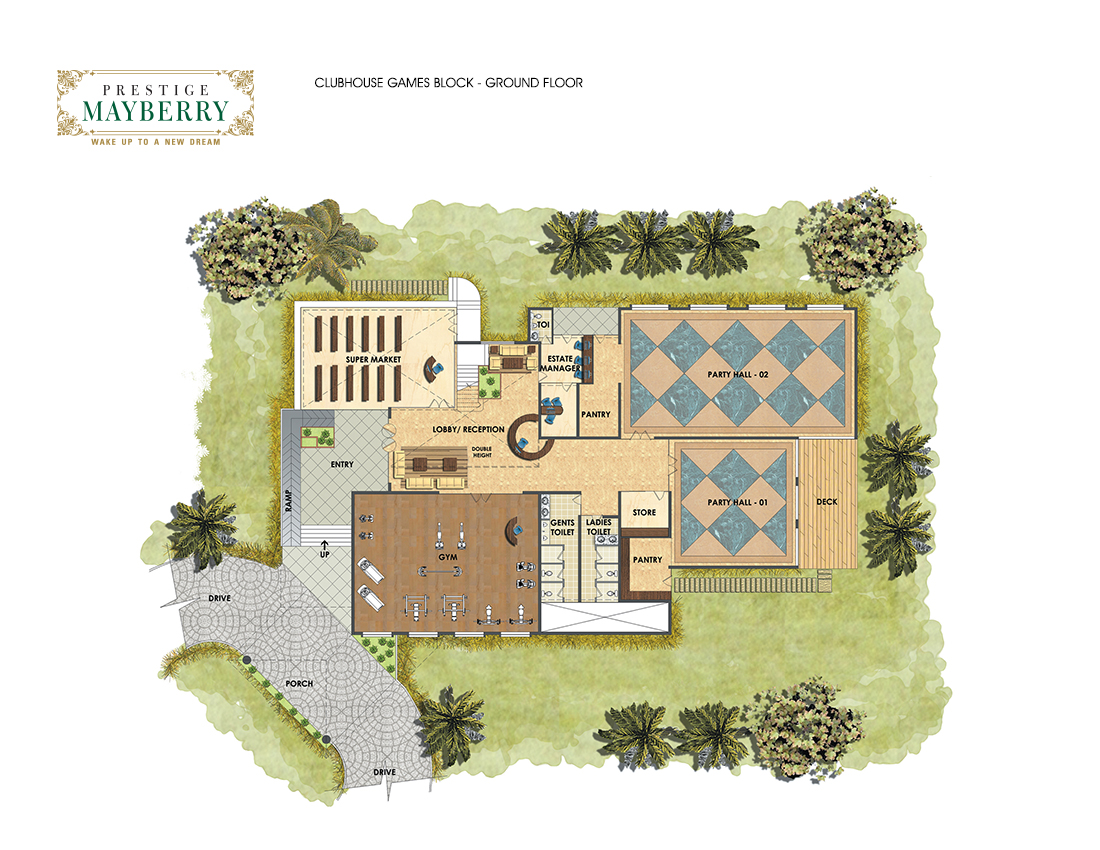 PRESTIGE
MAYBERRY
WAKE UP TO A NEW DREAM
CLUBHOUSE GAMES BLOCK - GROUND FLOOR
TOI
SUPER MARKET
ESTATE
MANAGER
PARTY HALL - 02
PANTRY
LOBBY/ RECEPTION
DOUBLE
HEIGHT
ENTRY
RAMP
UP
STORE
PARTY HALL - 01
DECK
GENTS
TOILET
LADIES
TOILET
GYM
PANTRY
DRIVE
PORCH
DRIVE